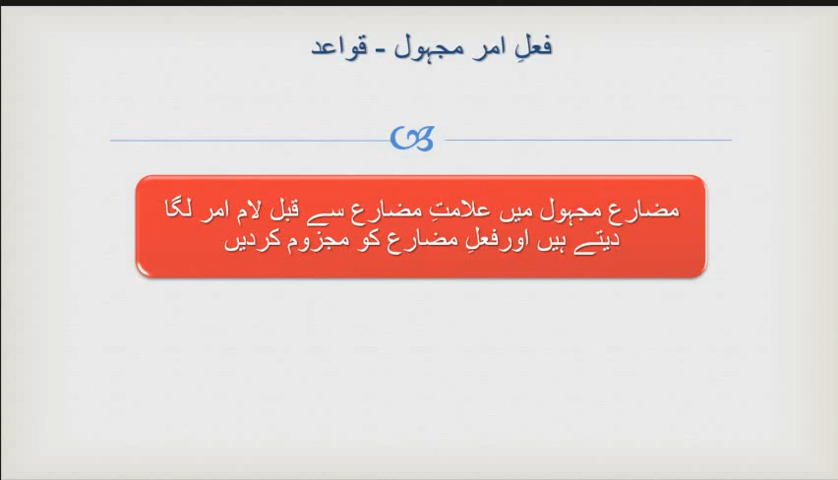 فعلِ امر مجہول - قواعد
مضارع مجہول میں علامتِ مضارع سے قبل لام امر لگا
دیتے ہیں اورفعلِ مضارع کو مجزوم کردیں